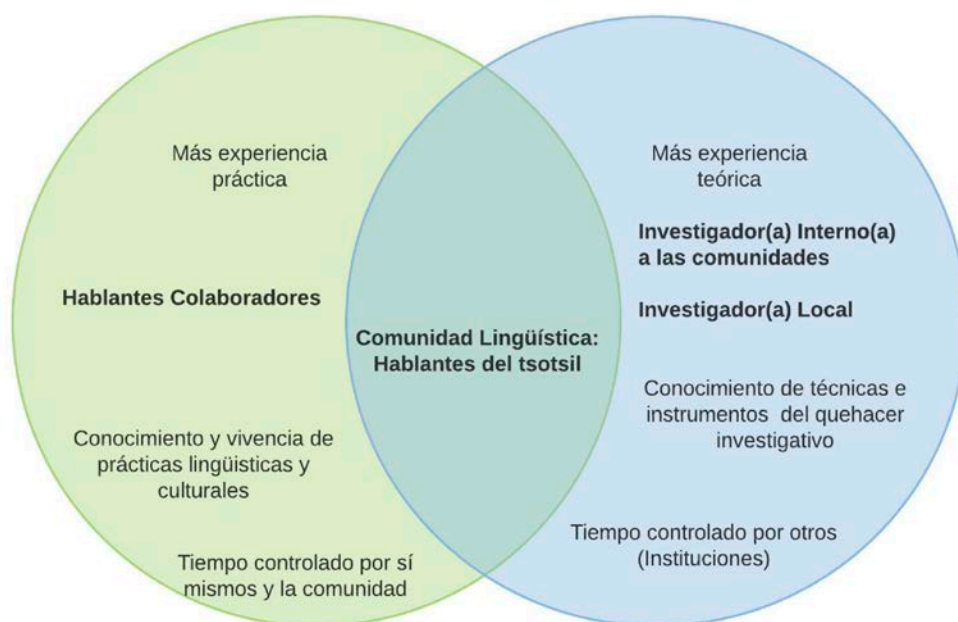 Más experiencia
práctica
Hablantes Colaboradores
Conocimiento y vivencia de
prácticas lingüisticas y
culturales
Tiempo controlado por sí
mismos y la comunidad
Comunidad Lingüística:
Hablantes del tsotsil
Más experiencia
teórica
Investigador(a) Interno(a)
a las comunidades
Investigador(a) Local
Conocimiento de técnicas e
instrumentos del quehacer
investigativo
Tiempo controlado por otros
(Instituciones)